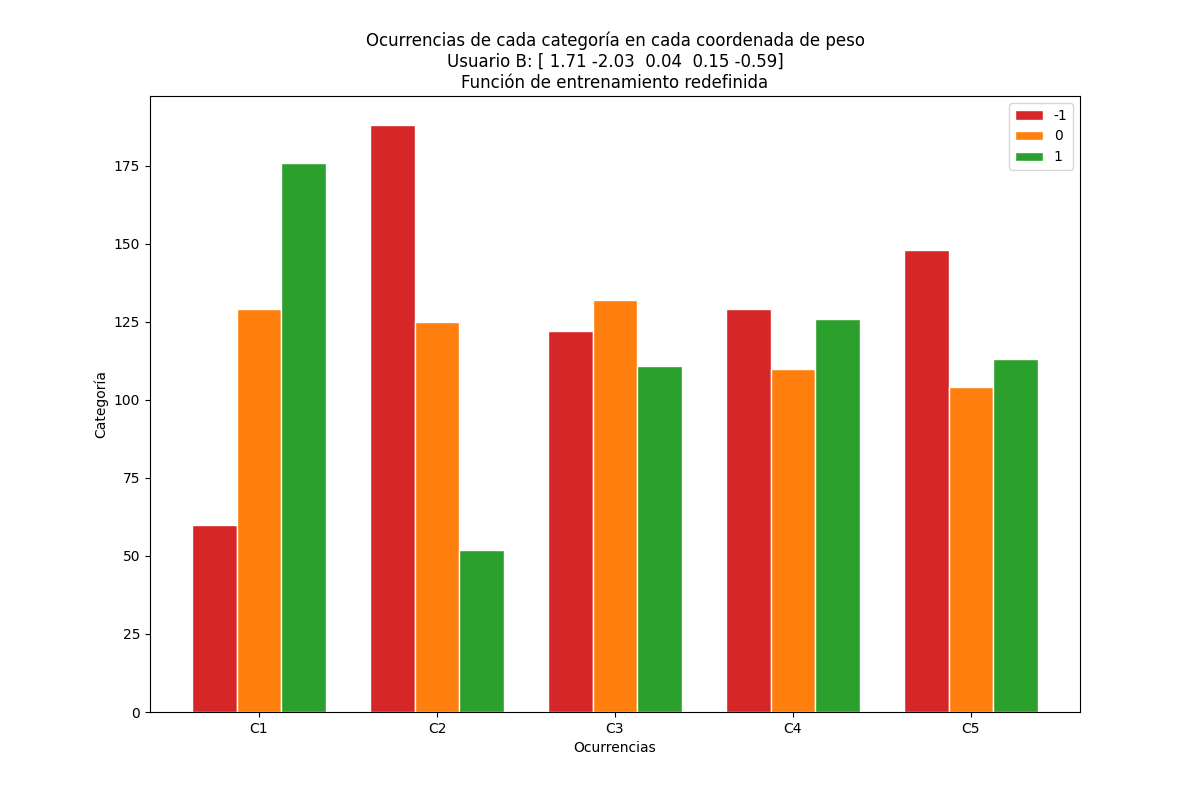 Ocurrencias de cada categoría en cada coordenada de peso
Usuario B: [ 1.71 -2.03  0.04  0.15 -0.59]
Función de entrenamiento redefinida
-1
0
1
175
150
125
100
75
50
25
0
Categoría
C1 C2 C3 C4 C5
Ocurrencias